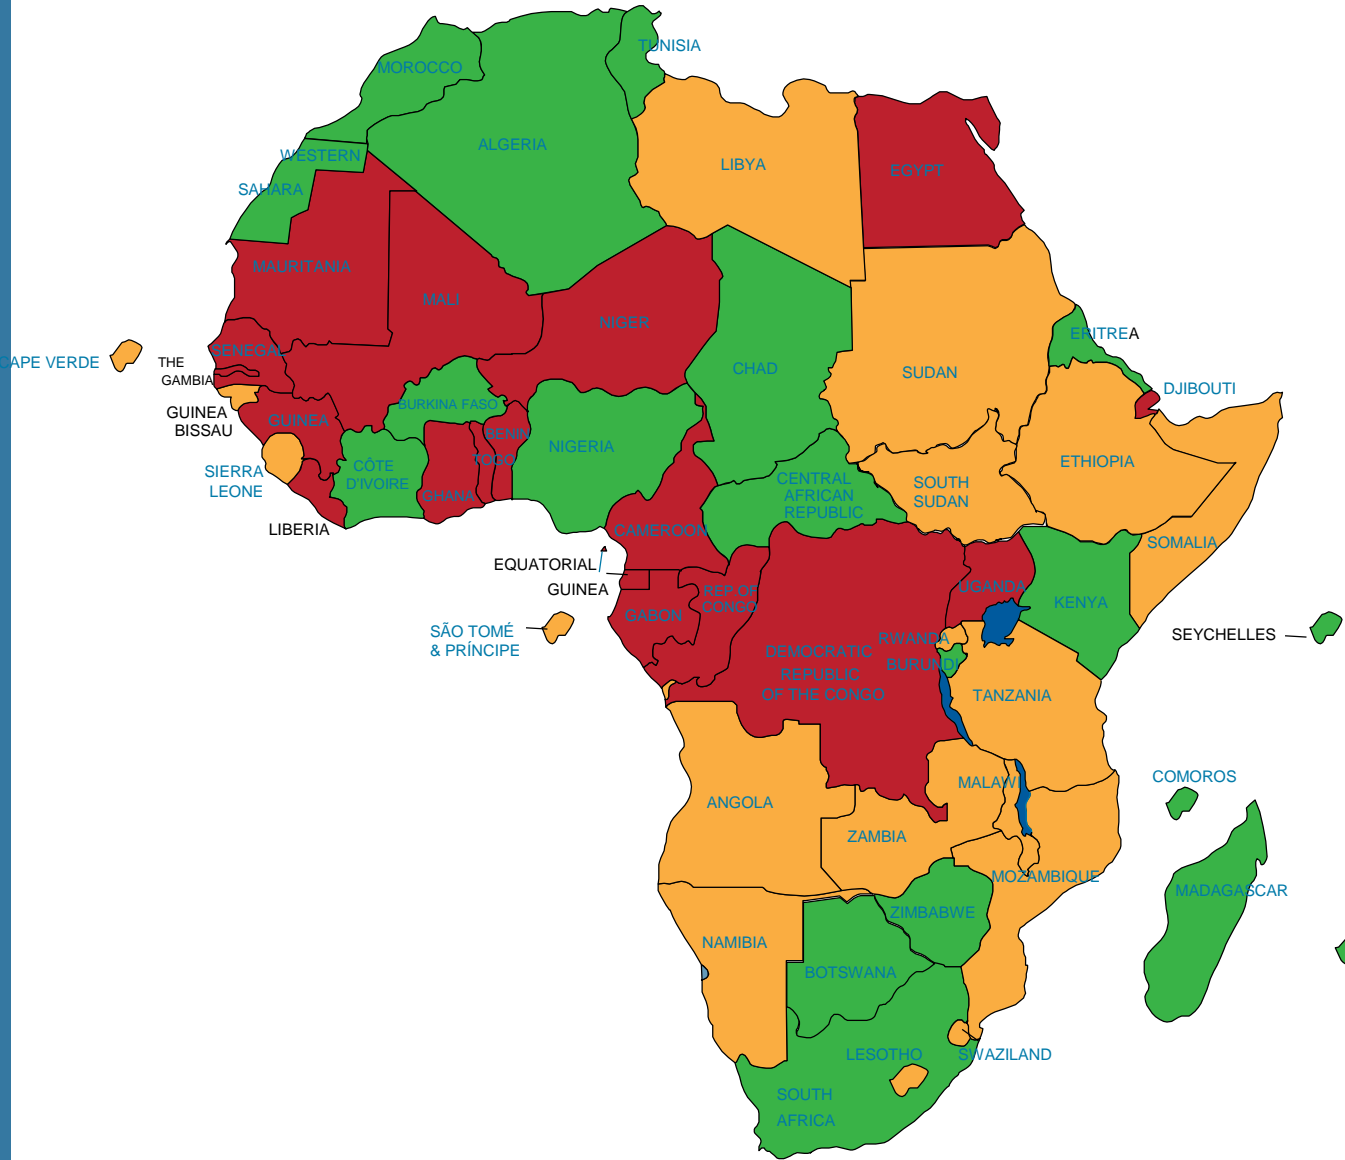 TUNISIA
MOROCCO
ALGERIA
WESTERN
SAHARA
LIBYA
EGYPT
MAURITANIA
MALI
NIGER
ERITREA
SENEGAL
CAPE VERDE
THE
GAMBIA
CHAD
SUDAN
DJIBOUTI
BURKINA FASO
GUINEA
BISSAU
GUINEA
BENIN
NIGERIA
TOGO
ETHIOPIA
SIERRA
LEONE
CÔTE
D'IVOIRE
GHANA
CENTRAL
AFRICAN
REPUBLIC
SOUTH
SUDAN
LIBERIA
CAMEROON
SOMALIA
EQUATORIAL
GUINEA
UGANDA
REP OF
CONGO
KENYA
GABON
SÃO TOMÉ
& PRÍNCIPE
RWANDA
SEYCHELLES
DEMOCRATIC
REPUBLIC
OF THE CONGO
BURUNDI
TANZANIA
COMOROS
MALAWI
ANGOLA
ZAMBIA
MOZAMBIQUE
MADAGASCAR
ZIMBABWE
NAMIBIA
BOTSWANA
LESOTHO
SWAZILAND
SOUTH
AFRICA